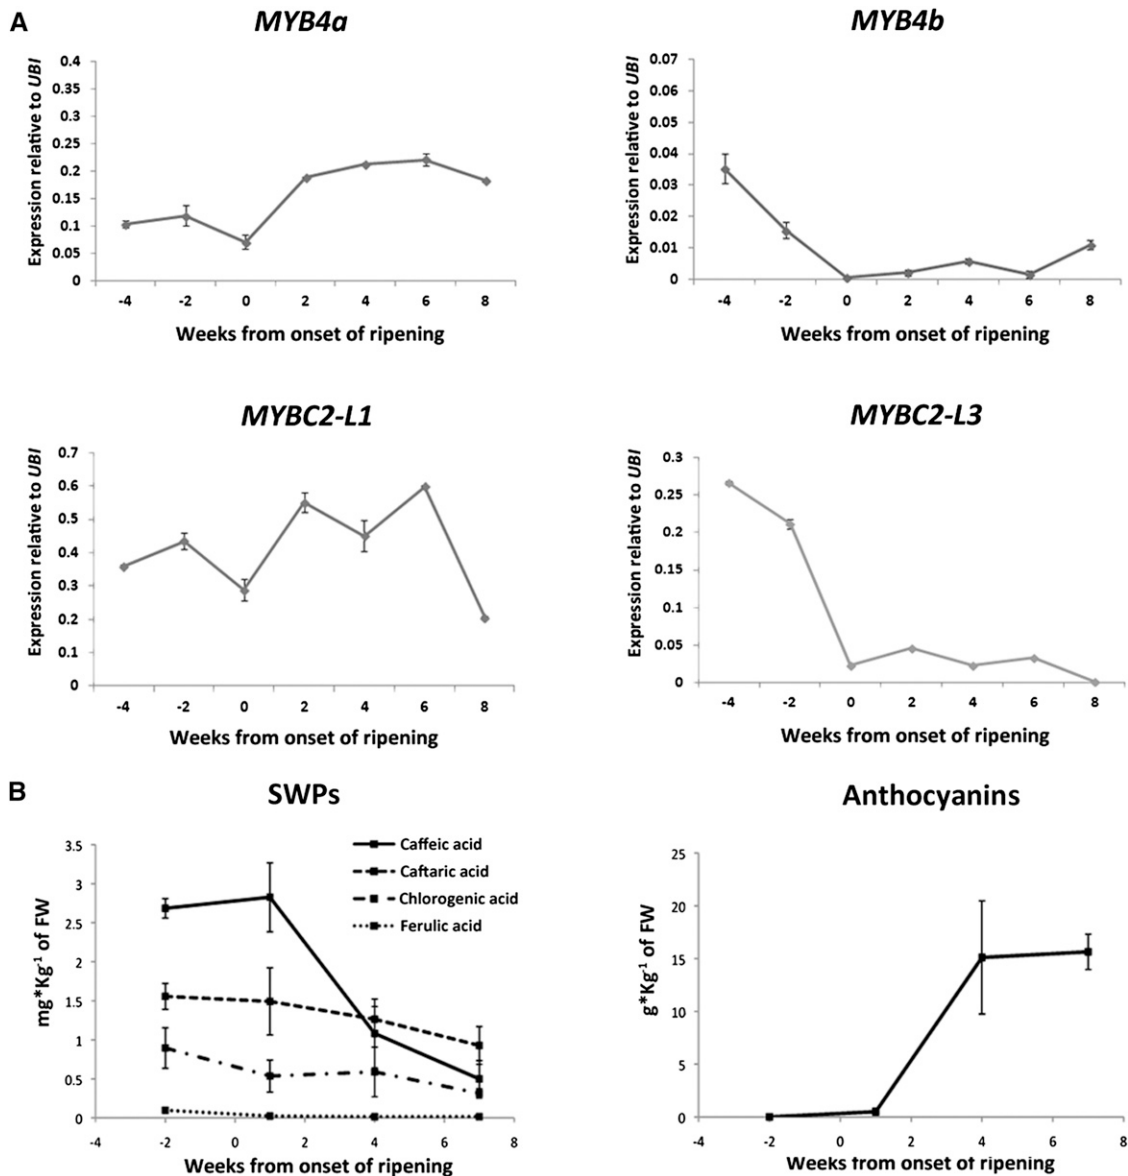 A
MYB4a
MYB4b
Expression relative to UBI
0.4
0.35
0.3
0.25
0.2
0.15
0.1
0.05
0
-4 -2 0 2 4 6 8
Weeks from onset of ripening
Expression relative to UBI
0.07
0.06
0.05
0.04
0.03
0.02
0.01
0
-4 -2 0 2 4 6 8
Weeks from onset of ripening
MYBC2-L1
MYBC2-L3
Expression relative to UBI
0.7
0.6
0.5
0.4
0.3
0.2
0.1
0
-4 -2 0 2 4 6 8
Weeks from onset of ripening
Expression relative to UBI
0.3
0.25
0.2
0.15
0.1
0.05
0
-4 -2 0 2 4 6 8
Weeks from onset of ripening
B
SWPs
Anthocyanins
mg*Kg-1 of FW
3.5
3
2.5
2
1.5
1
0.5
0
Caffeic acid
Caftaric acid
Chlorogenic acid
Ferulic acid
-4 -2 0 2 4 6 8
Weeks from onset of ripening
g*Kg-1 of FW
25
20
15
10
5
0
-4 -2 0 2 4 6 8
Weeks from onset of ripening